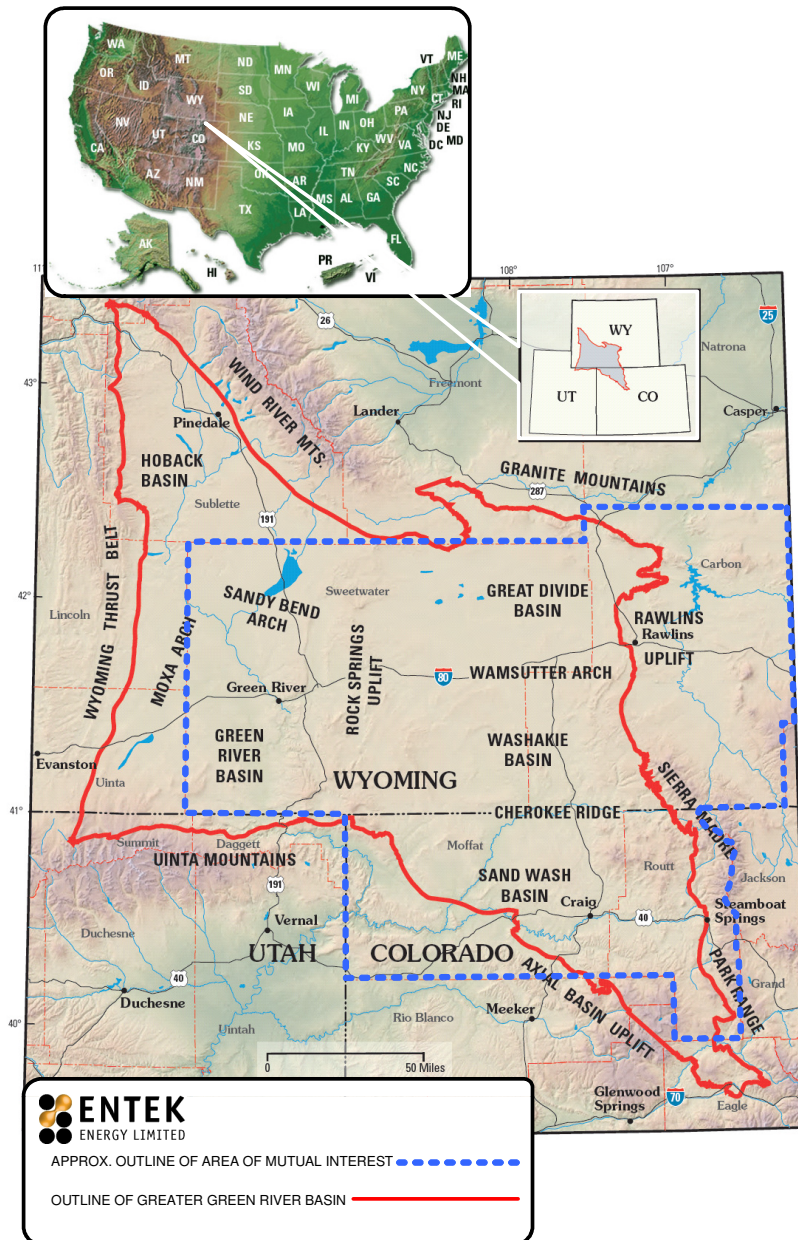 WA
MT
ND
MN
VT
ME
OR
ID
SD
WI
MI
NY
NH
MA
WY
CT
RI
NV
UT
CO
NE
IA
IL
IN
OH
PA
NJ
DE
CA
KS
MO
KY
WV
VA
DC
MD
AZ
NM
OK
AR
TN
NC
SC
TX
LA
MS
AL
GA
FL
AK
HI
PR
VI
11
108°
107°
26
25
WY
UT
CO
Natrona
43°
WIND RIVER MTS.
Fremont
Pinedale
Lander
Casper
HOBACK
BASIN
GRANITE MOUNTAINS
287
Sublette
191
WYOMING THRUST BELT
Carbon
42°
SANDY BEND
ARCH
Sweetwater
GREAT DIVIDE
BASIN
Lincoln
MOXA ARCH
ROCK SPRINGS
UPLIFT
RAWLINS
Rawlins
UPLIFT
80
WAMSUTTER ARCH
Green River
GREEN
RIVER
BASIN
WASHAKIE
BASIN
Evanston
Uinta
WYOMING
SIERRA MADRE
41°
CHEROKEE RIDGE
Summit
Daggett
Moffat
UINTA MOUNTAINS
Routt
Jackson
191
SAND WASH
BASIN
Craig
40
Steamboat
Springs
Vernal
Duchesne
UTAH
COLORADO
PARK RANGE
40
AXIAL BASIN UPLIFT
Grand
Duchesne
Meeker
40°
Uintah
Rio Blanco
0
50 Miles
Glenwood
Springs
70
Eagle
ENTEK
ENERGY LIMITED
APPROX. OUTLINE OF AREA OF MUTUAL INTEREST
OUTLINE OF GREATER GREEN RIVER BASIN